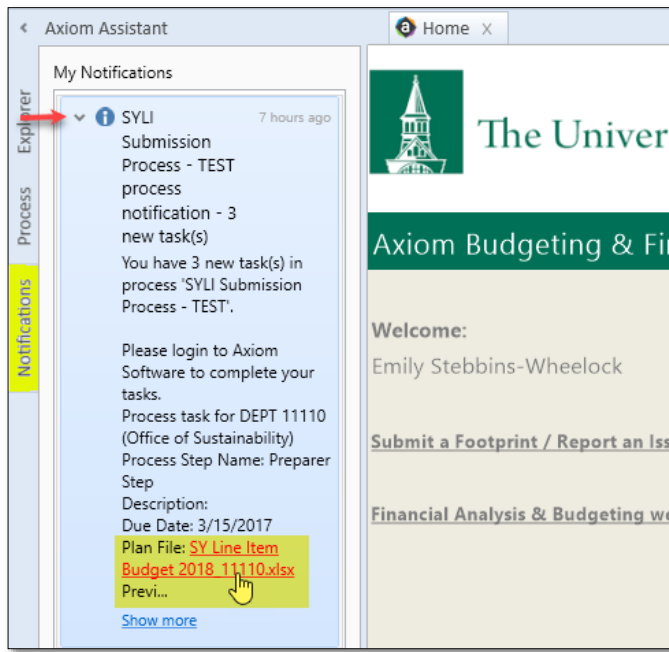 Axiom Assistant
Home
My Notifications
Explorer
Process
Notifications
SYLI
7 hours ago
Submission
Process - TEST
process
notification - 3
new task(s)
You have 3 new task(s) in
process 'SYLI Submission
Process - TEST'.
Please login to Axiom
Software to complete your
tasks.
Process task for DEPT 11110
(Office of Sustainability)
Process Step Name: Preparer
Step
Description:
Due Date: 3/15/2017
Plan File: SY Line Item
Budget 2018_11110.xlsx
Previ...
Show more
The Univer
Axiom Budgeting & Fi
Welcome:
Emily Stebbins-Wheelock
Submit a Footprint / Report an Iss
Financial Analysis & Budgeting we